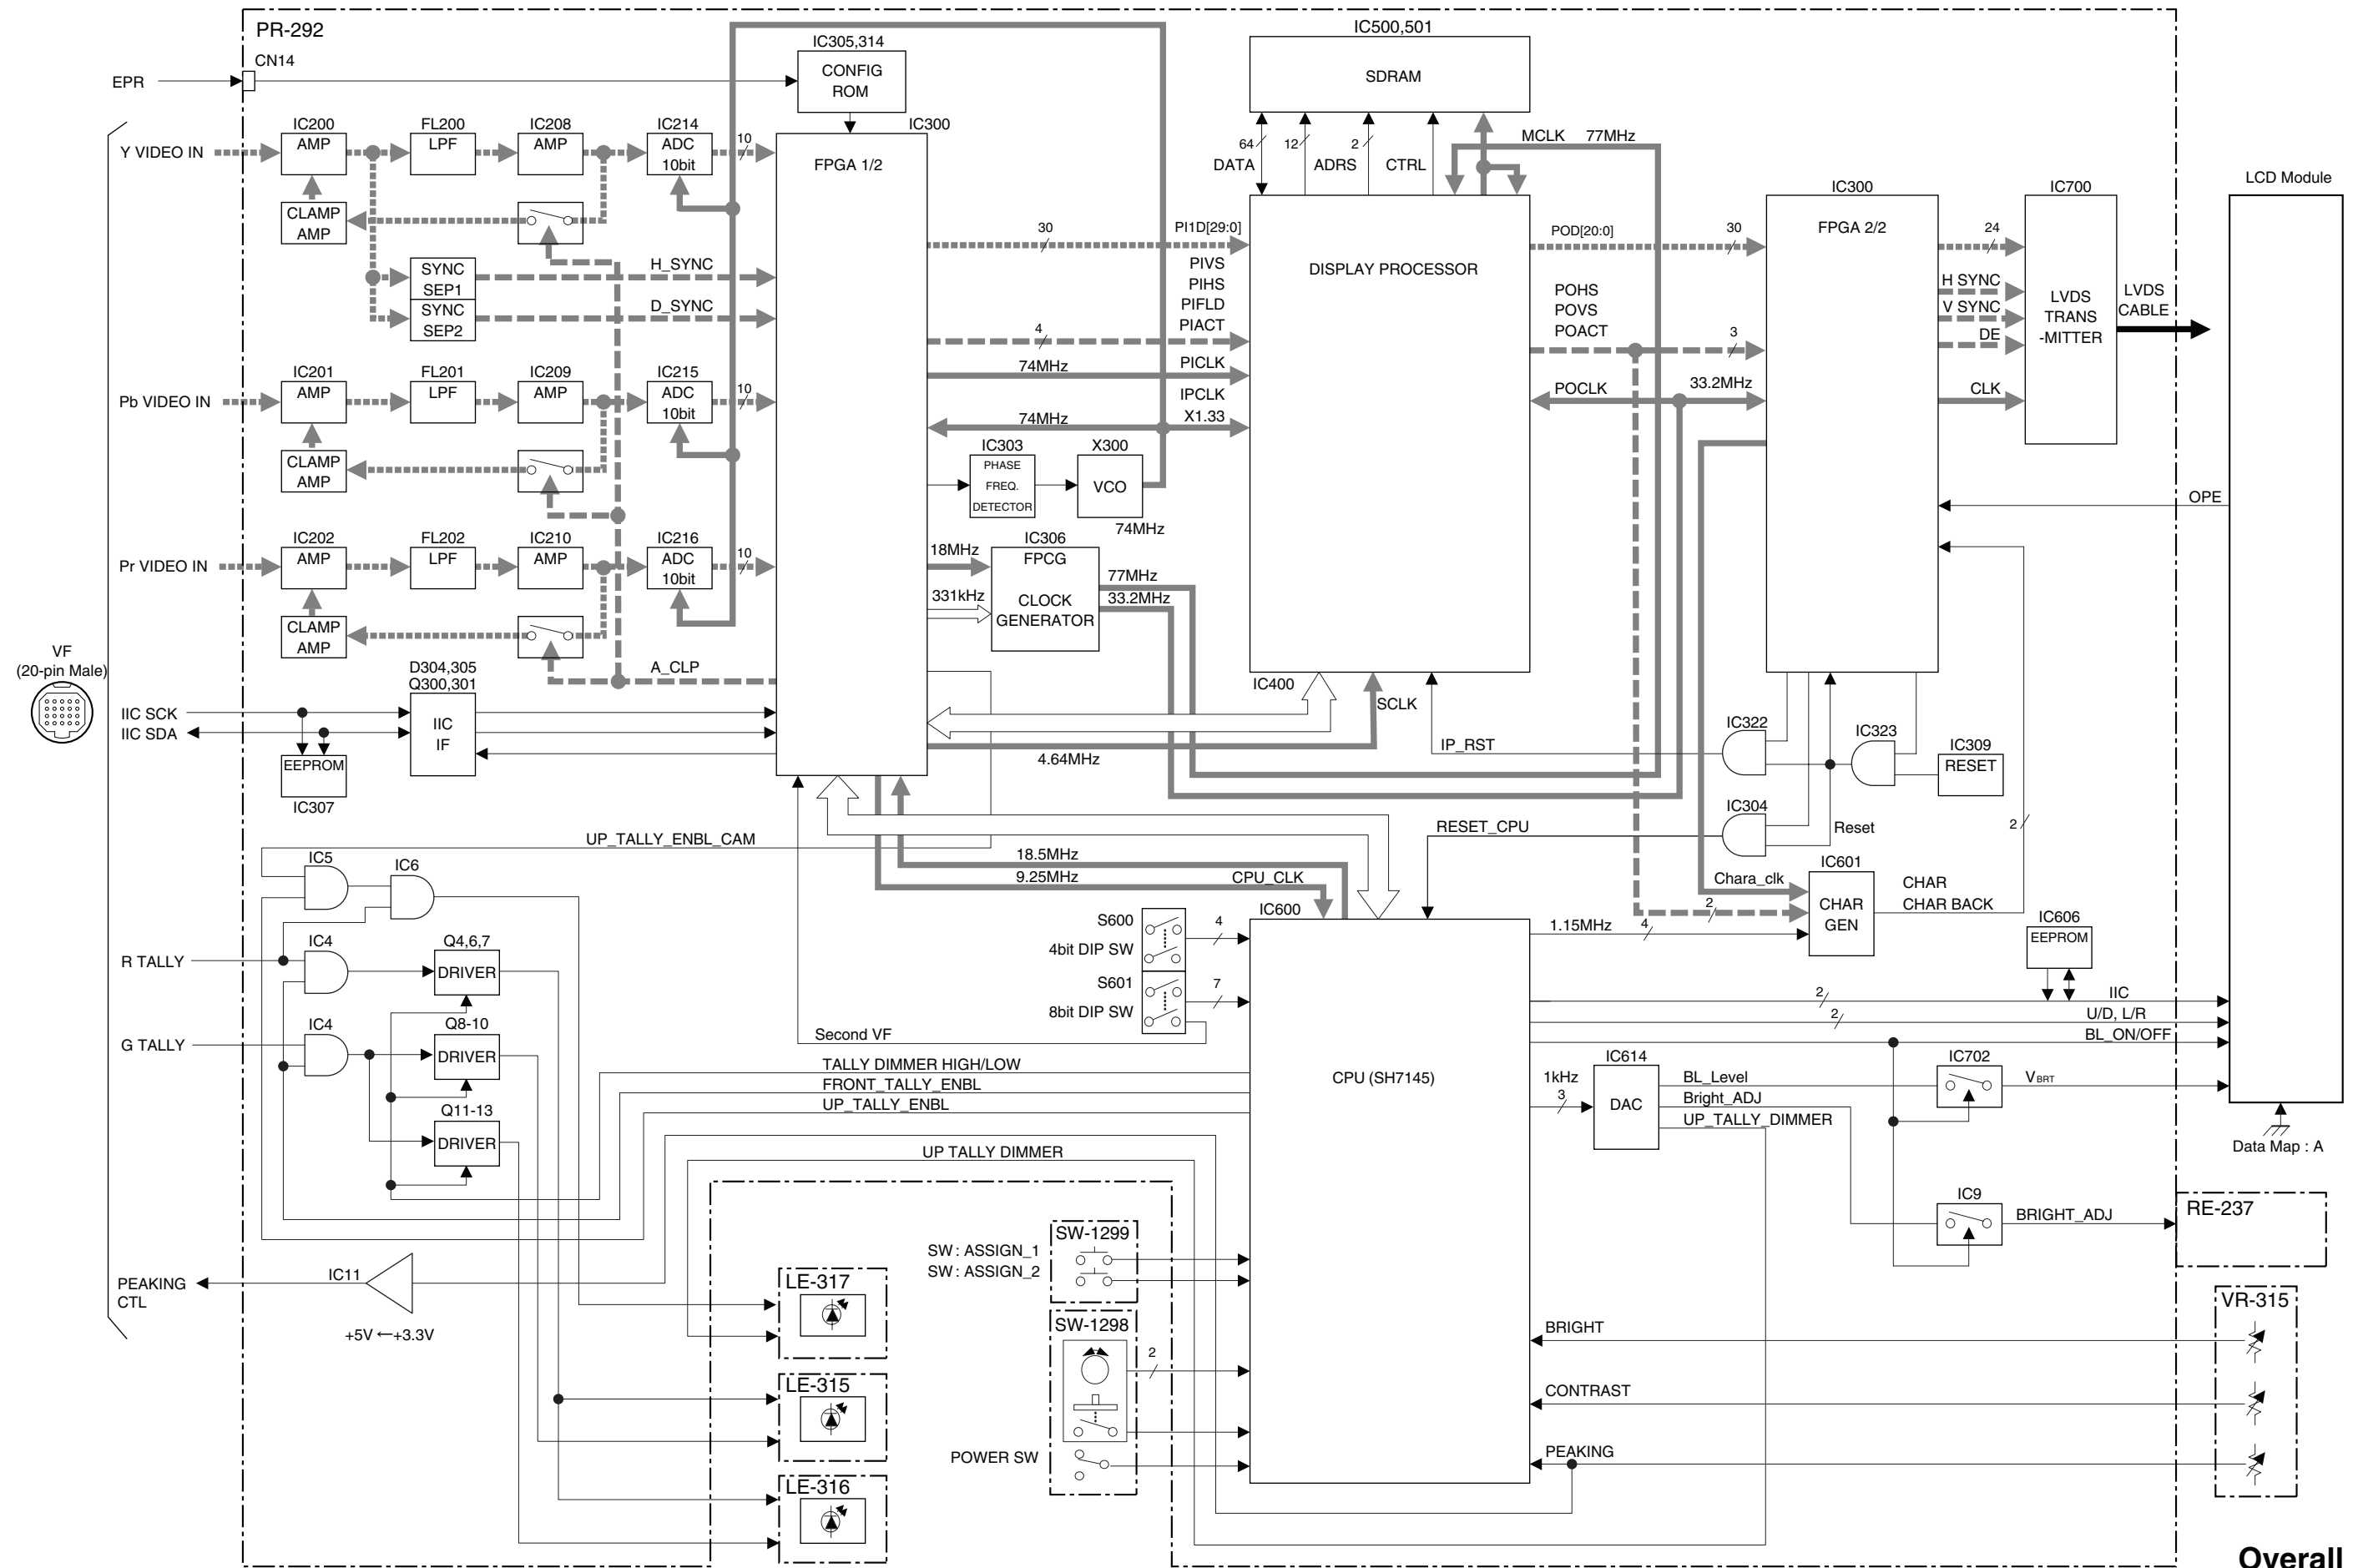 PR-292
CN14
EPR
IC305,314
CONFIG
ROM
IC500,501
SDRAM
IC300
FPGA 1/2
Y VIDEO IN
IC200
AMP
FL200
LPF
IC208
AMP
IC214
ADC
10bit
10
CLAMP
AMP
SYNC
SEP1
SYNC
SEP2
H_SYNC
D_SYNC
64
DATA
12
ADRS
2
CTRL
MCLK 77MHz
30
PI1D[29:0]
PIVS
PIHS
PIFLD
PIACT
4
74MHz
PICLK
IPCLK
X1.33
74MHz
DISPLAY PROCESSOR
IC400
POD[20:0]
30
POHS
POVS
POACT
3
POCLK
33.2MHz
IC300
FPGA 2/2
24
H SYNC
V SYNC
DE
CLK
IC700
LVDS
TRANS
-MITTER
LVDS
CABLE
LCD Module
OPE
Pb VIDEO IN
IC201
AMP
FL201
LPF
IC209
AMP
IC215
ADC
10bit
10
CLAMP
AMP
IC303
PHASE
FREQ.
DETECTOR
X300
VCO
74MHz
Pr VIDEO IN
IC202
AMP
FL202
LPF
IC210
AMP
IC216
ADC
10bit
10
CLAMP
AMP
A_CLP
18MHz
331kHz
IC306
FPCG
CLOCK
GENERATOR
77MHz
33.2MHz
VF
(20-pin Male)
IIC SCK
IIC SDA
D304,305
Q300,301
IIC
IF
EEPROM
IC307
SCLK
4.64MHz
IP_RST
IC322
IC323
IC309
RESET
IC304
Reset
RESET_CPU
2
UP_TALLY_ENBL_CAM
18.5MHz
9.25MHz
CPU_CLK
IC5
IC6
IC600
CPU (SH7145)
Chara_clk
2
IC601
CHAR
GEN
CHAR
CHAR BACK
1.15MHz
4
IC606
EEPROM
S600
4bit DIP SW
4
S601
8bit DIP SW
7
Second VF
R TALLY
IC4
Q4,6,7
DRIVER
G TALLY
IC4
Q8-10
DRIVER
Q11-13
DRIVER
TALLY DIMMER HIGH/LOW
FRONT_TALLY_ENBL
UP_TALLY_ENBL
UP TALLY DIMMER
2
IIC
2
U/D, L/R
BL_ON/OFF
1kHz
3
IC614
DAC
BL_Level
Bright_ADJ
UP_TALLY_DIMMER
IC702
VBRT
Data Map : A
IC9
BRIGHT_ADJ
RE-237
PEAKING
CTL
IC11
+5V ←+3.3V
LE-317
LE-315
LE-316
SW-1299
SW : ASSIGN_1
SW : ASSIGN_2
SW-1298
2
POWER SW
VR-315
BRIGHT
CONTRAST
PEAKING
Overall